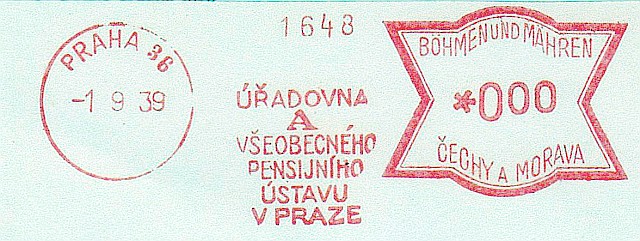 PRAHA 36
-1 9 39
1648
ÚŘADOVNA
A
VŠEOBECNÉHO
PENSIJNÍHO
ÚSTAVU
V PRAZE
BÖHMEN UND MÄHREN
*000
ČECHY A MORAVA